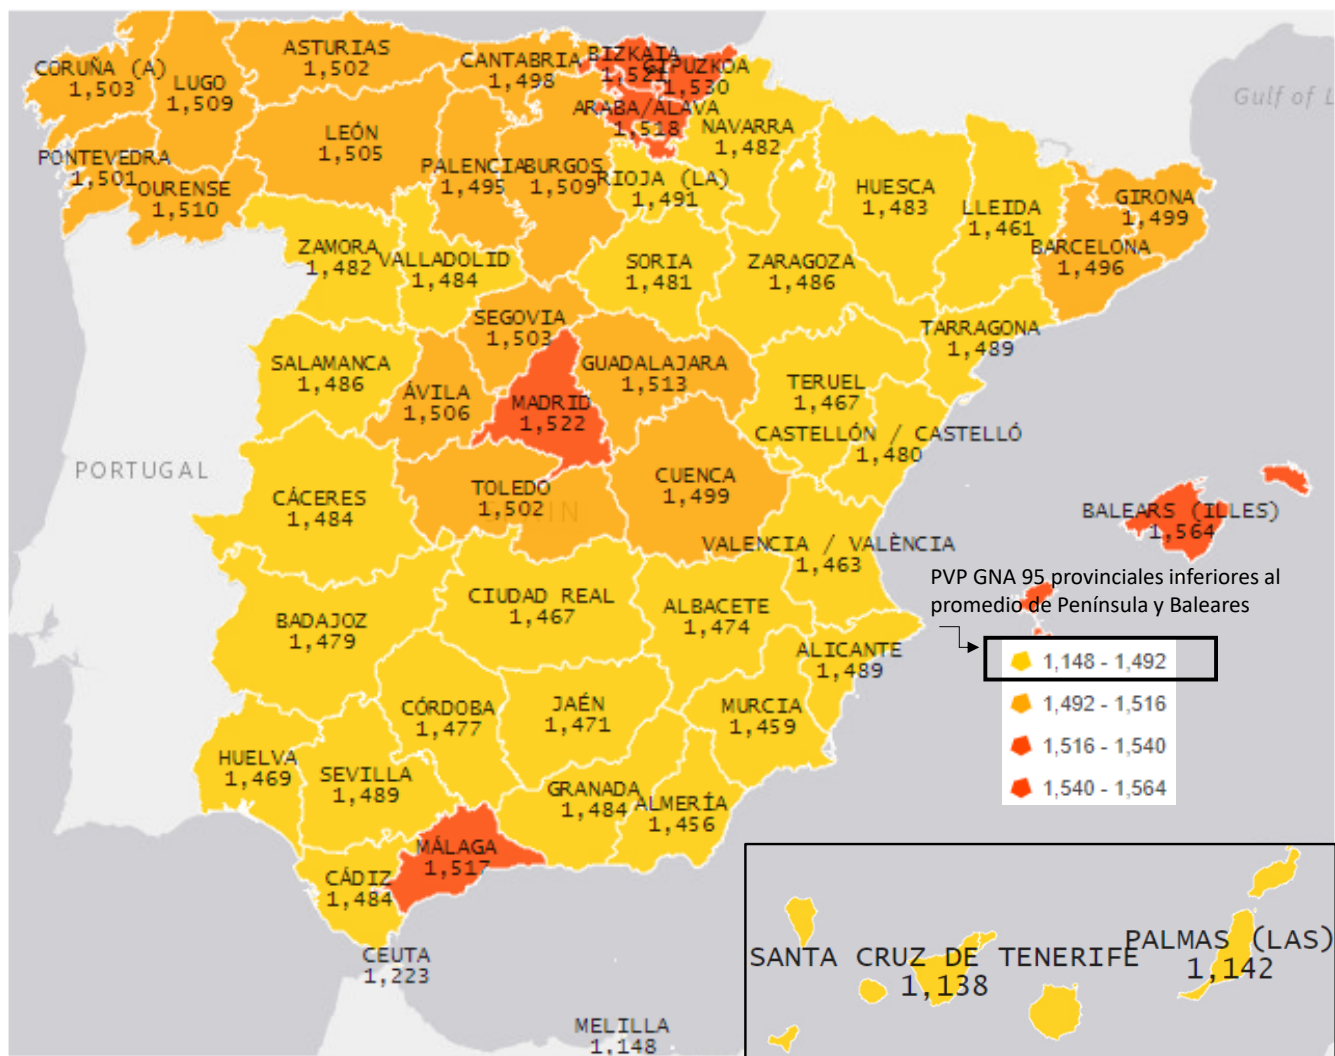 ASTURIAS
1,502
CANTABRIA
1,498
BIZKAIA
1,521
GIPUZKOA
1,530
CORUÑA (A)
1,503
LUGO
1,509
ARABA/ALAVA
1,518
NAVARRA
1,482
Gulf of L
LEÓN
1,505
PALENCIA
1,495
BURGOS
1,509
RIOJA (LA)
1,491
PONTEVEDRA
1,501
OURENSE
1,510
HUESCA
1,483
LLEIDA
1,461
GIRONA
1,499
BARCELONA
1,496
ZAMORA
1,482
VALLADOLID
1,484
SORIA
1,481
ZARAGOZA
1,486
SEGOVIA
1,503
TARRAGONA
1,489
SALAMANCA
1,486
ÁVILA
1,506
MADRID
1,522
GUADALAJARA
1,513
TERUEL
1,467
CASTELLÓN / CASTELLÓ
1,480
PORTUGAL
CÁCERES
1,484
TOLEDO
1,502
CUENCA
1,499
BALEARS (ILLES)
1,564
VALENCIA / VALÈNCIA
1,463
PVP GNA 95 provinciales inferiores al
promedio de Península y Baleares
BADAJOZ
1,479
CIUDAD REAL
1,467
ALBACETE
1,474
ALICANTE
1,489
1,148 - 1,492
1,492 - 1,516
1,516 - 1,540
1,540 - 1,564
CÓRDOBA
1,477
JAÉN
1,471
MURCIA
1,459
HUELVA
1,469
SEVILLA
1,489
GRANADA
1,484
ALMERÍA
1,456
MÁLAGA
1,517
CÁDIZ
1,484
CEUTA
1,223
MELILLA
1,148
SANTA CRUZ DE TENERIFE
1,138
PALMAS (LAS)
1,142